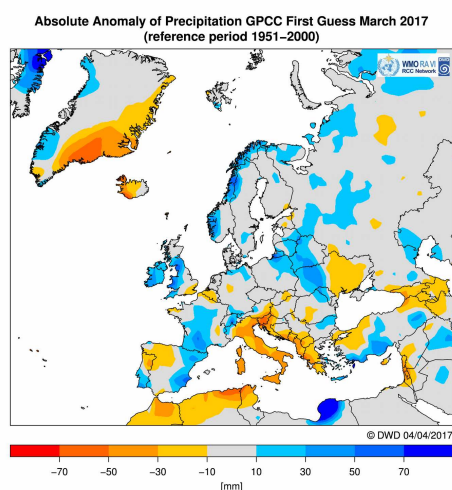 Absolute Anomaly of Precipitation GPCC First Guess March 2017
(reference period 1951−2000)
WMO RA VI
RCC Network
DWD
© DWD 04/04/2017
−70 −50 −30 −10 10 30 50 70
[mm]